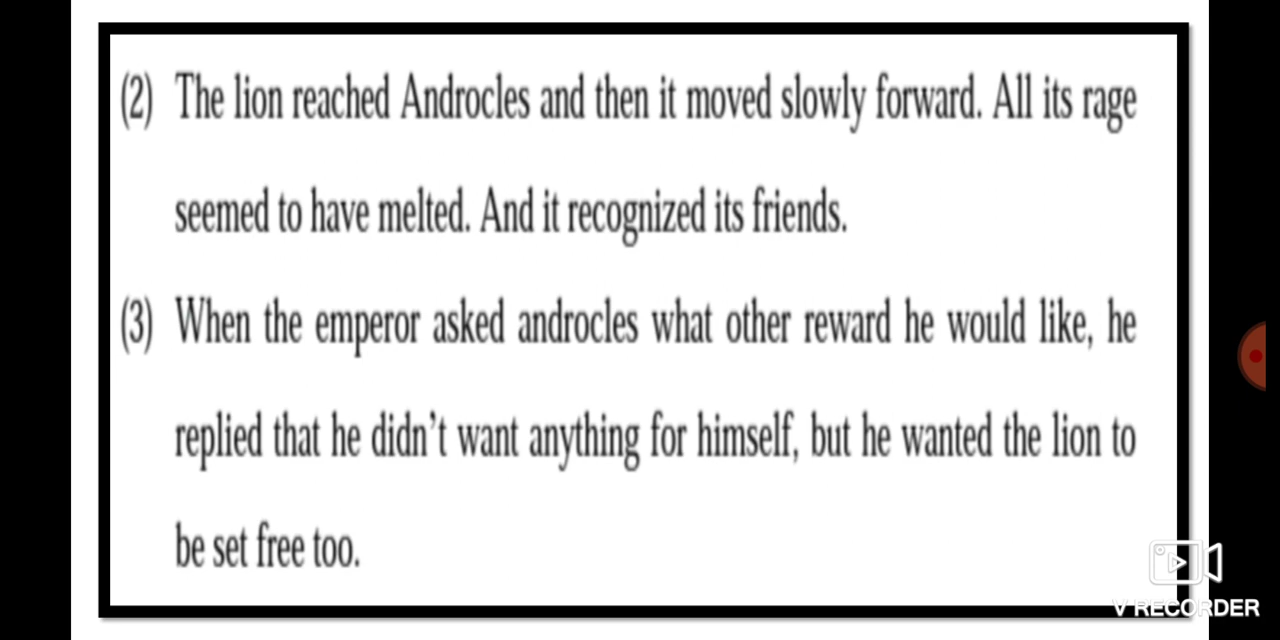 (2) The lion reached Androcles and then it moved slowly forward. All its rage
seemed to have melted. And it recognized its friends.
(3) When the emperor asked androcles what other reward he would like, he
replied that he didn't want anything for himself, but he wanted the lion to
be set free too.
V RECORDER